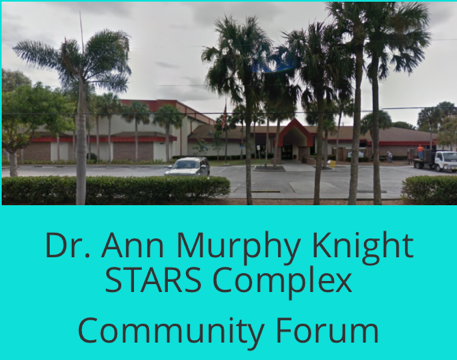 Dr. Ann Murphy Knight
STARS Complex
Community Forum